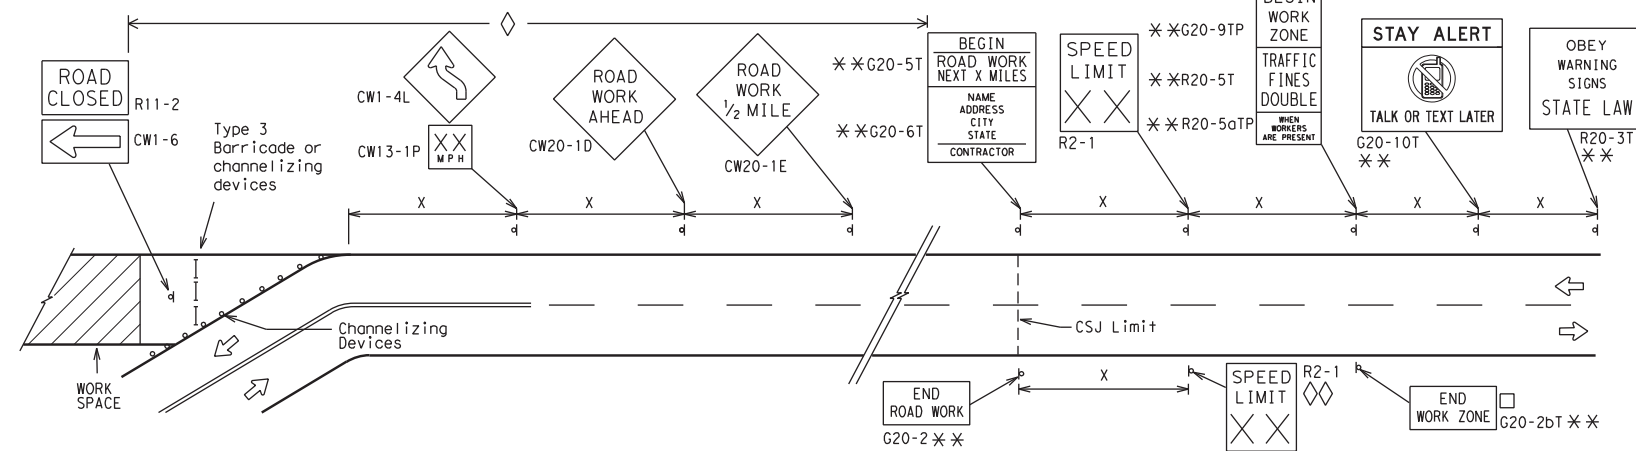 ROAD
CLOSED
R11-2
CW1-6
Type 3
Barricade or
channelizing
devices
CW1-4L
CW13-1P
XX
MPH
ROAD
WORK
AHEAD
CW20-1D
ROAD
WORK
1/2 MILE
CW20-1E
**G20-5T
**G20-6T
BEGIN
ROAD WORK
NEXT X MILES
NAME
ADDRESS
CITY
STATE
CONTRACTOR
SPEED
LIMIT
XX
R2-1
**G20-9TP
**R20-5T
**R20-5aTP
BEGIN
WORK
ZONE
TRAFFIC
FINES
DOUBLE
WHEN
WORKERS
ARE PRESENT
STAY ALERT
TALK OR TEXT LATER
G20-10T
**
OBEY
WARNING
SIGNS
STATE LAW
R20-3T
**
X
X
X
X
X
X
X
Channelizing
Devices
CSJ Limit
WORK
SPACE
END
ROAD WORK
G20-2**
X
SPEED
LIMIT
XX
R2-1
END
WORK ZONE
G20-2bT**